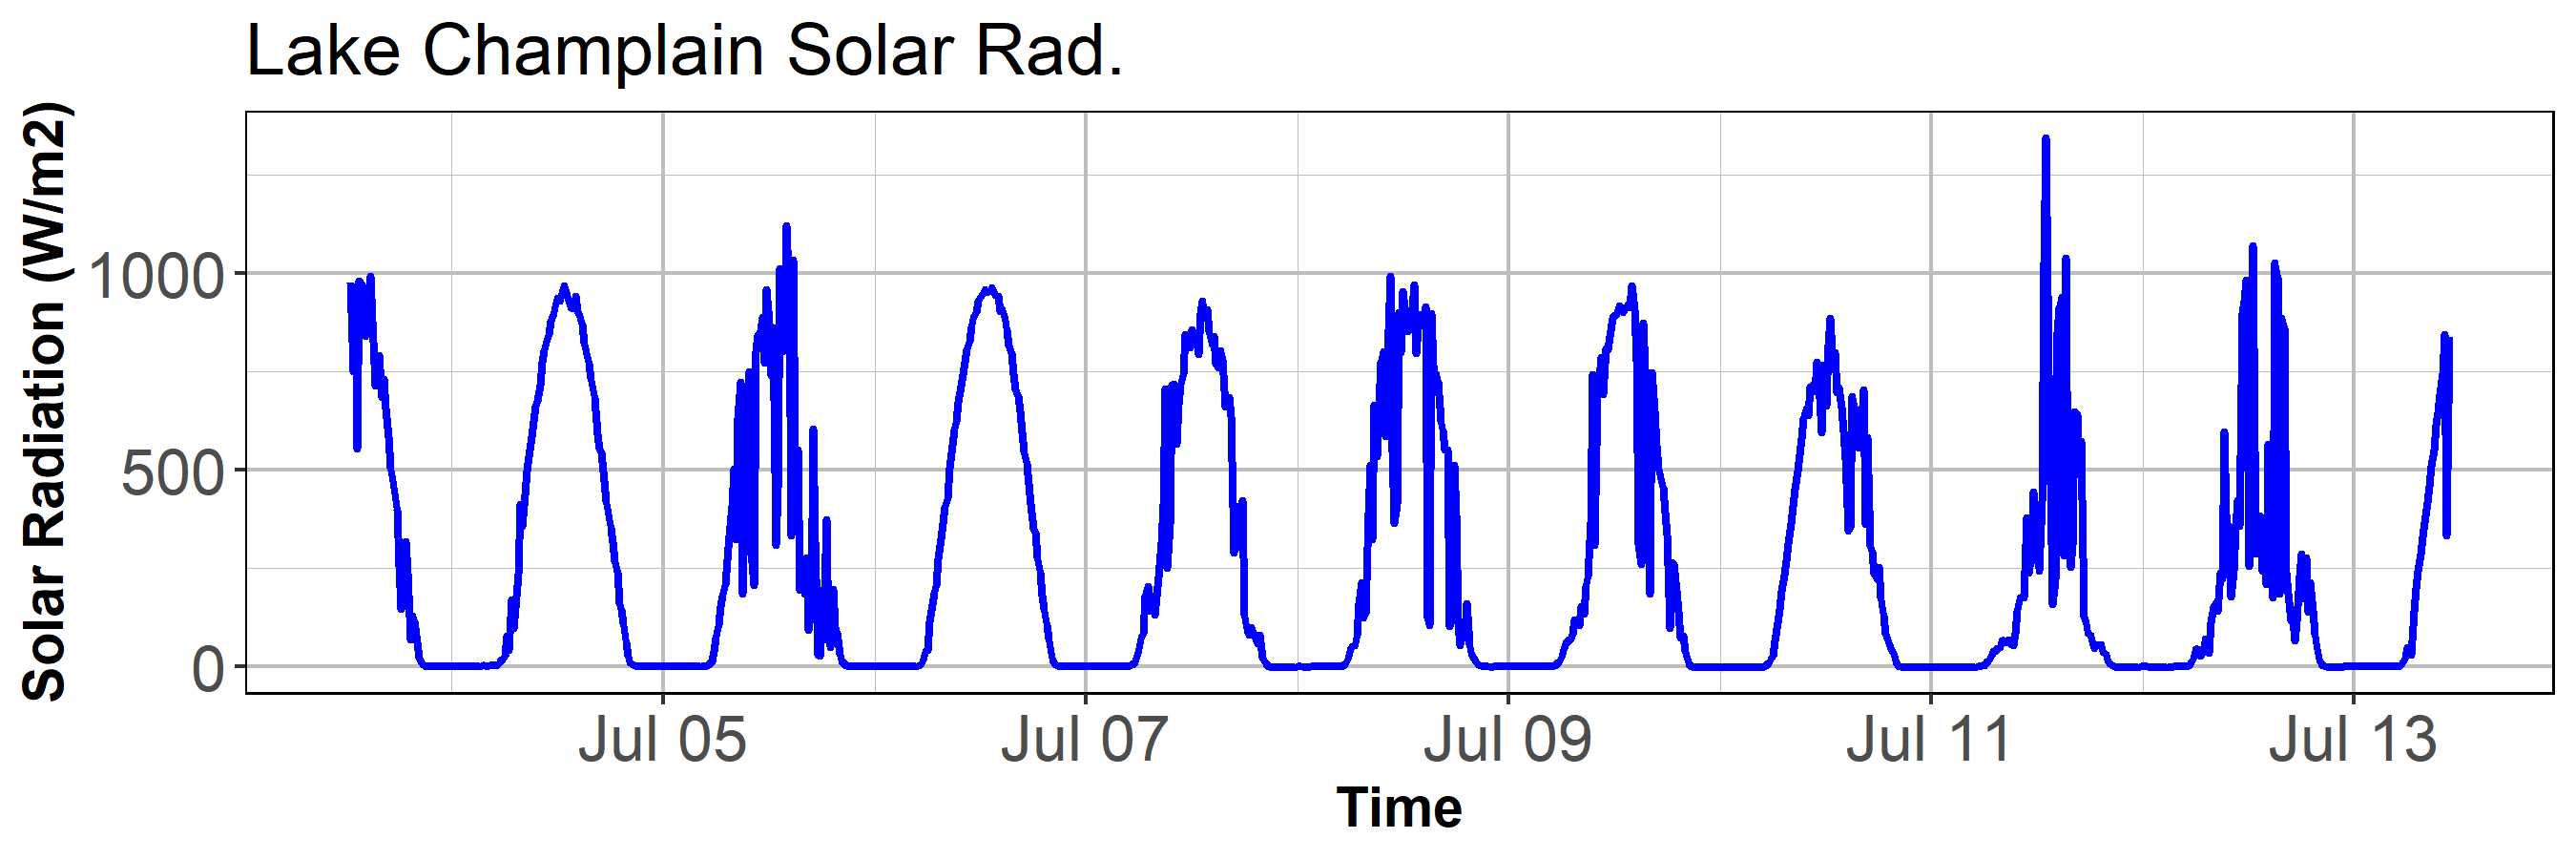 Lake Champlain Solar Rad.
Solar Radiation (W/m2)
1000
500
0
Jul 05 Jul 07 Jul 09 Jul 11 Jul 13
Time